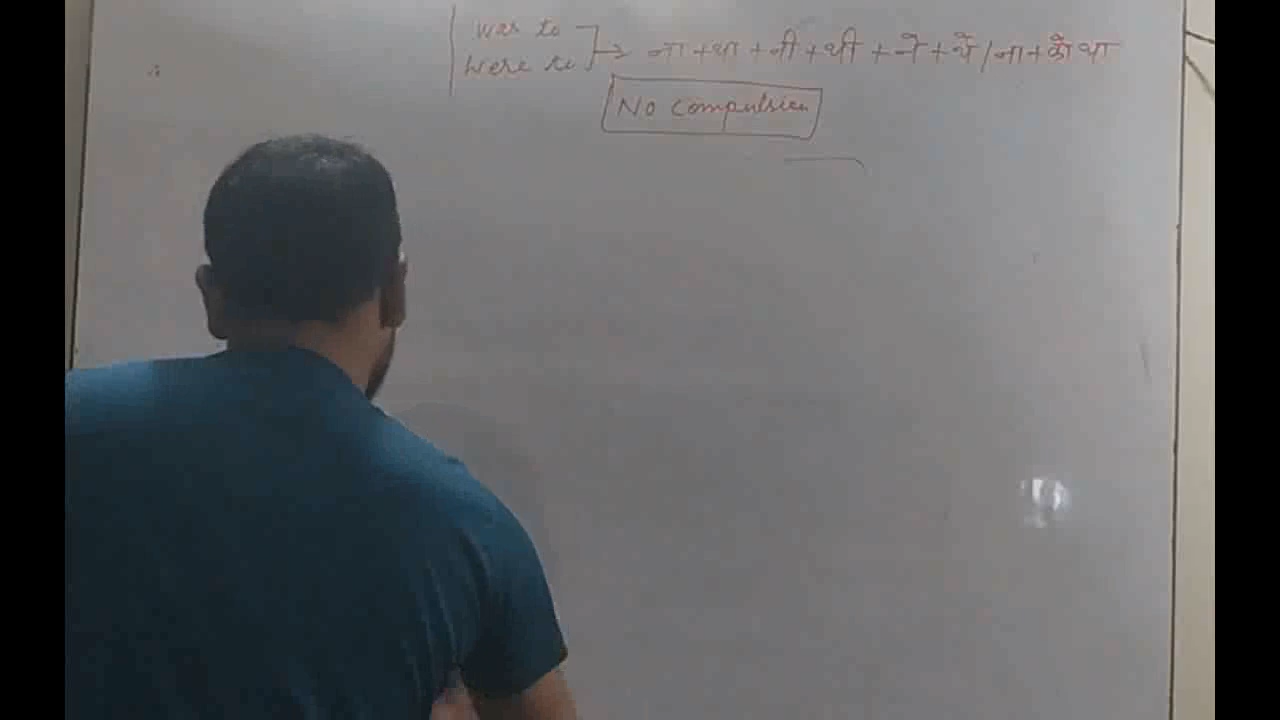 was to
were to → ना + था + नी + थी + ने + थे / ना + को था
No compulsion